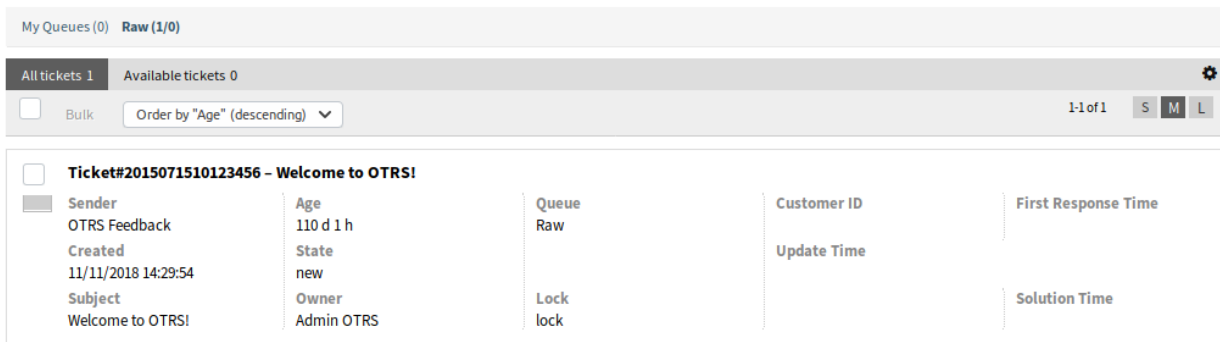 My Queues (0) Raw (1/0)
All tickets 1 Available tickets 0
Bulk Order by "Age" (descending) 1-1 of 1 S M L
Ticket#2015071510123456 – Welcome to OTRS!
Sender Age Queue Customer ID First Response Time
OTRS Feedback 110 d 1 h Raw
Created State Update Time
11/11/2018 14:29:54 new
Subject Owner Lock Solution Time
Welcome to OTRS! Admin OTRS lock